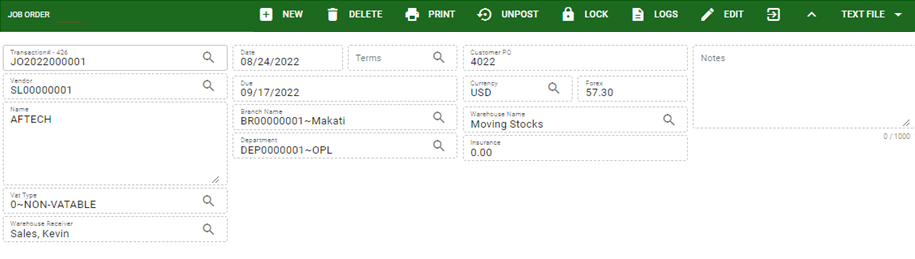 JOB ORDER
NEW DELETE PRINT UNPOST LOCK LOGS EDIT TEXT FILE
Transaction# - 426
JO2022000001
Vendor
SL00000001
Name
AFTECH
Vat Type
0~NON-VATABLE
Warehouse Receiver
Sales, Kevin
Date
08/24/2022
Terms
Due
09/17/2022
Branch Name
BR00000001~Makati
Department
DEP0000001~OPL
Customer PO
4022
Currency
USD
Forex
57.30
Warehouse Name
Moving Stocks
Insurance
0.00
Notes
0 / 1000